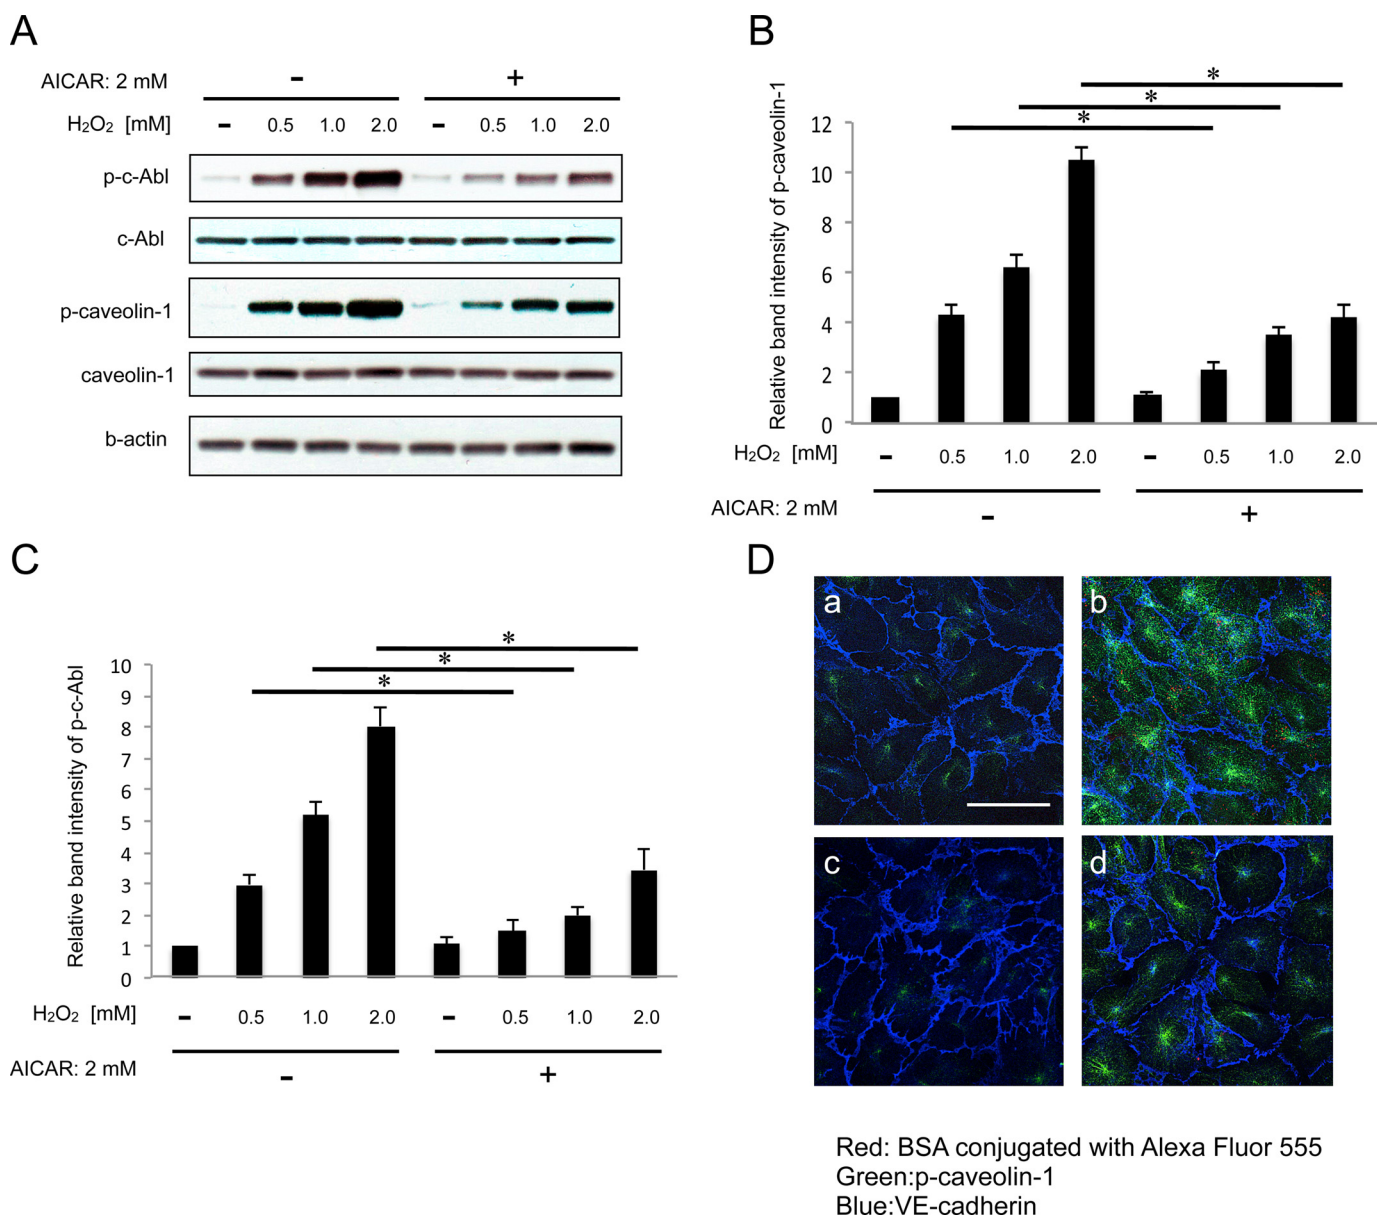 A
AICAR: 2 mM - +
H₂O₂ [mM] - 0.5 1.0 2.0 - 0.5 1.0 2.0
p-c-Abl
c-Abl
p-caveolin-1
caveolin-1
b-actin
B
* 
*
*
Relative band intensity of p-caveolin-1
12
10
8
6
4
2
0
H₂O₂ [mM] - 0.5 1.0 2.0 - 0.5 1.0 2.0
AICAR: 2 mM - +
C
*
*
*
Relative band intensity of p-c-Abl
10
9
8
7
6
5
4
3
2
1
0
H₂O₂ [mM] - 0.5 1.0 2.0 - 0.5 1.0 2.0
AICAR: 2 mM - +
D
a b
c d
Red: BSA conjugated with Alexa Fluor 555
Green:p-caveolin-1
Blue:VE-cadherin